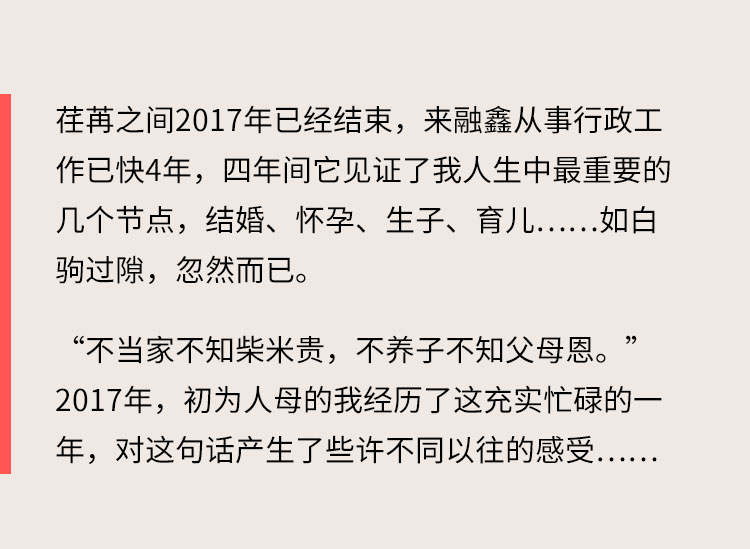 荏苒之间2017年已经结束，来融鑫从事行政工
作已快4年，四年间它见证了我人生中最重要的
几个节点，结婚、怀孕、生子、育儿……如白
驹过隙，忽然而已。
“不当家不知柴米贵，不养子不知父母恩。”
2017年，初为人母的我经历了这充实忙碌的一
年，对这句话产生了些许不同以往的感受……